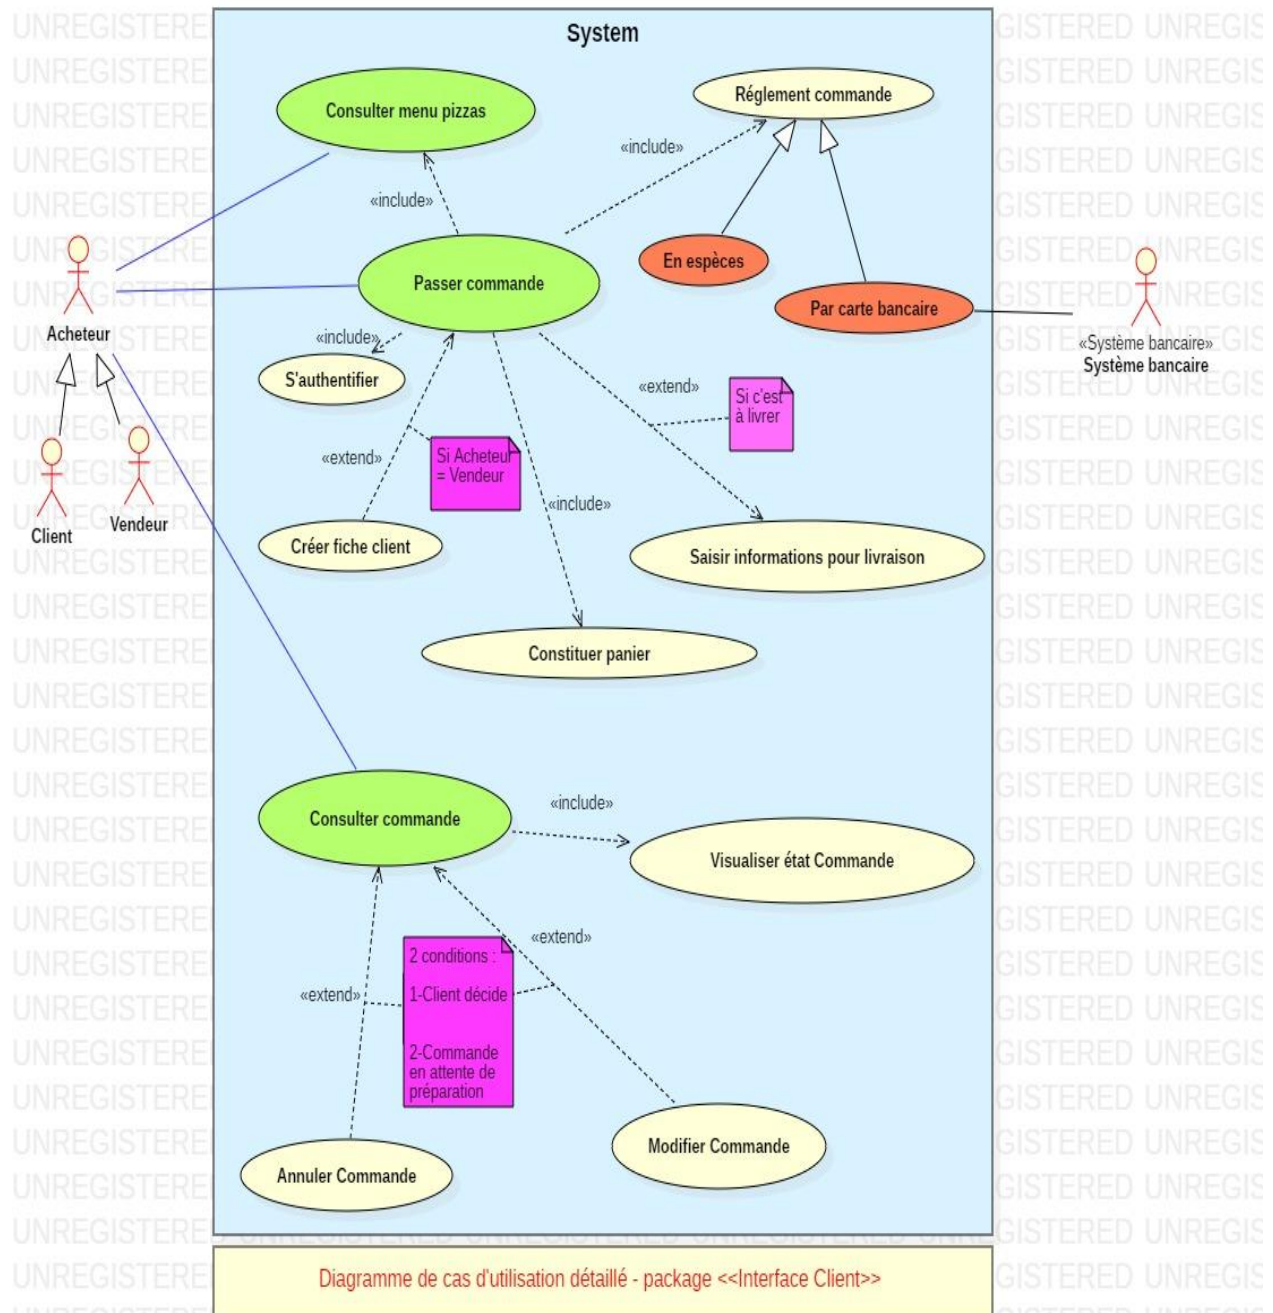 System
Consulter menu pizzas
Réglement commande
«include»
«include»
En espèces
Passer commande
Par carte bancaire
Acheteur
«include»
«Système bancaire»
Système bancaire
S'authentifier
«extend»
Si c'est
à livrer
«extend»
Si Acheteur
= Vendeur
«include»
Client
Vendeur
Créer fiche client
Saisir informations pour livraison
Constituer panier
Consulter commande
«include»
Visualiser état Commande
«extend»
2 conditions :
1-Client décide
«extend»
2-Commande
en attente de
préparation
Modifier Commande
Annuler Commande
Diagramme de cas d'utilisation détaillé - package <<Interface Client>>
UNREGISTERED UNREGISTERED